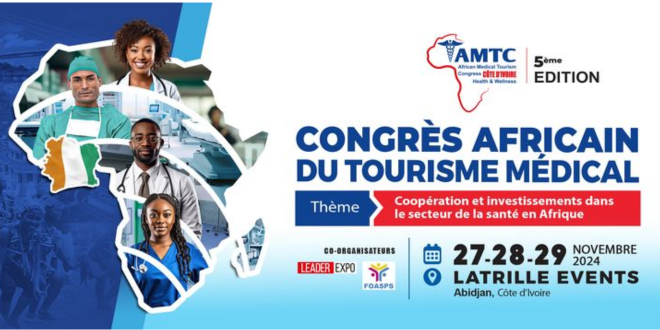 AMTC
African Medical Tourism
Congress CÔTE D'IVOIRE
Health & Wellness
5ème
EDITION
CONGRÈS AFRICAIN
DU TOURISME MÉDICAL
Thème
Coopération et investissements dans
le secteur de la santé en Afrique
CO-ORGANISATEURS
LEADER EXPO
FOASPS
27-28-29 NOVEMBRE
2024
LATRILLE EVENTS
Abidjan, Côte d'Ivoire